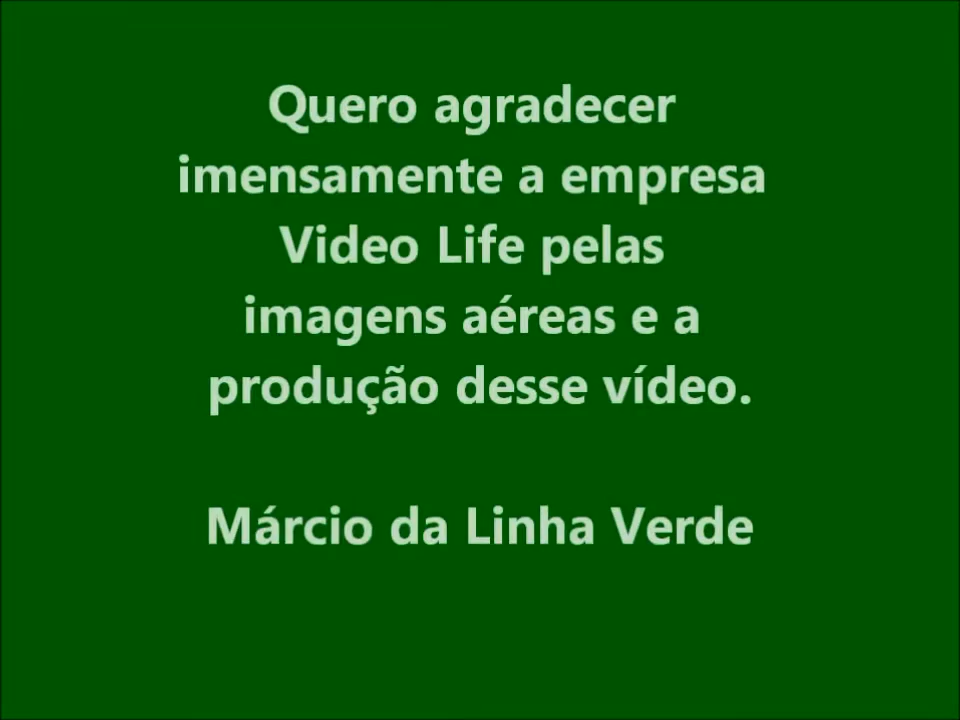 Quero agradecer
imensamente a empresa
Video Life pelas
imagens aéreas e a
produção desse vídeo.
Márcio da Linha Verde